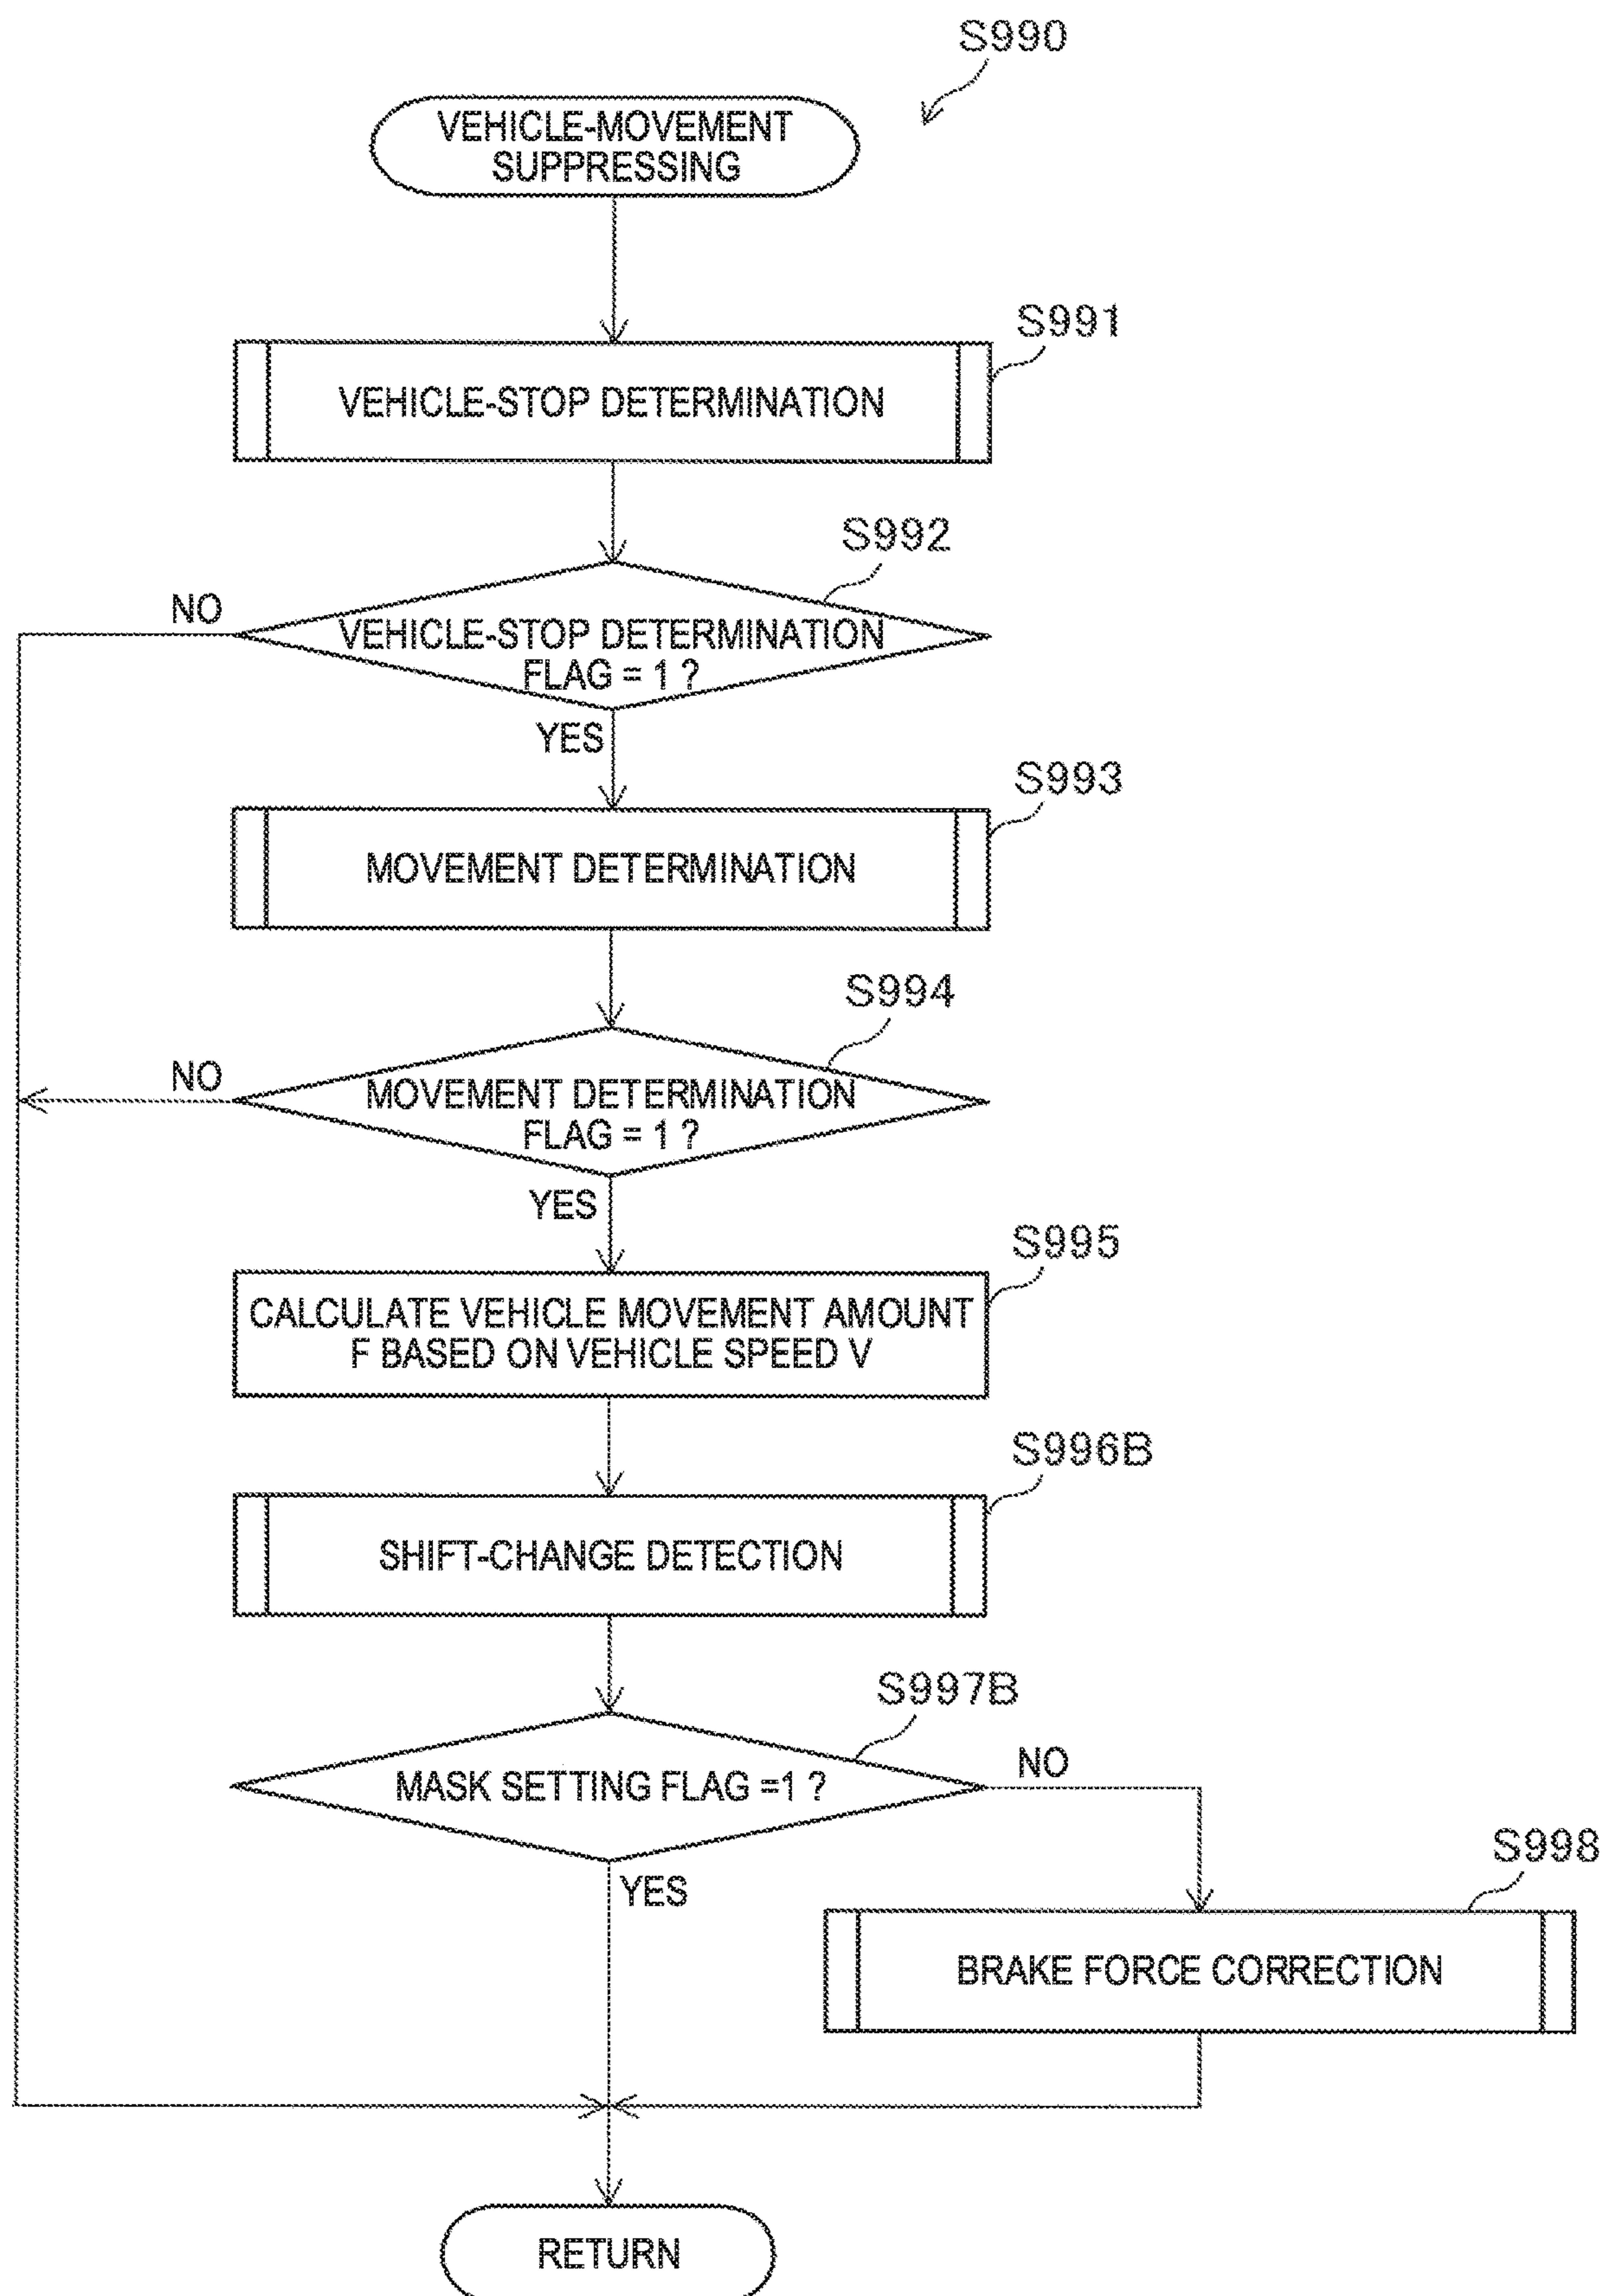 S990
VEHICLE-MOVEMENT
SUPPRESSING
S991
VEHICLE-STOP DETERMINATION
S992
NO
VEHICLE-STOP DETERMINATION
FLAG = 1 ?
YES
S993
MOVEMENT DETERMINATION
S994
NO
MOVEMENT DETERMINATION
FLAG = 1 ?
YES
S995
CALCULATE VEHICLE MOVEMENT AMOUNT
F BASED ON VEHICLE SPEED V
S996B
SHIFT-CHANGE DETECTION
S997B
NO
MASK SETTING FLAG =1 ?
S998
YES
BRAKE FORCE CORRECTION
RETURN